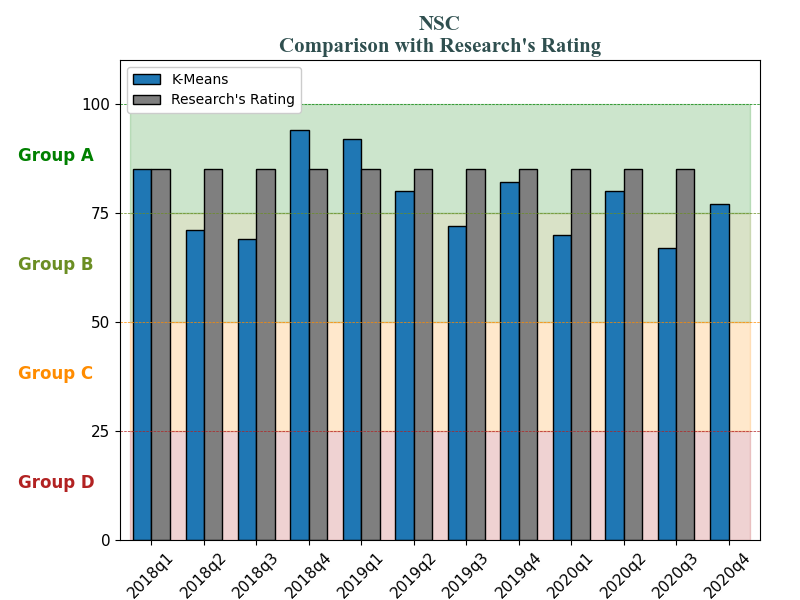 NSC
Comparison with Research's Rating
K-Means
Research's Rating
100
Group A
75
Group B
50
Group C
25
Group D
0
2018q1
2018q2
2018q3
2018q4
2019q1
2019q2
2019q3
2019q4
2020q1
2020q2
2020q3
2020q4